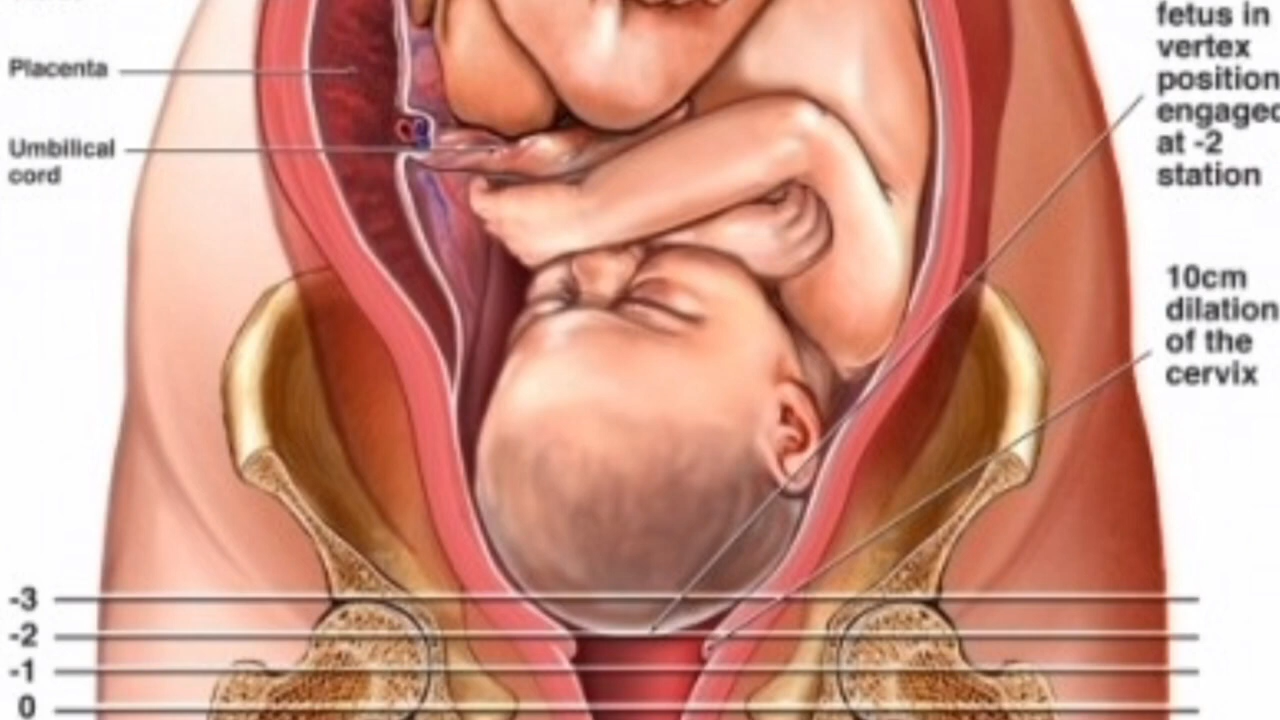 Placenta
Umbilical
cord
fetus in
vertex
position
engaged
at -2
station
10cm
dilation
of the
cervix
-3
-2
-1
0